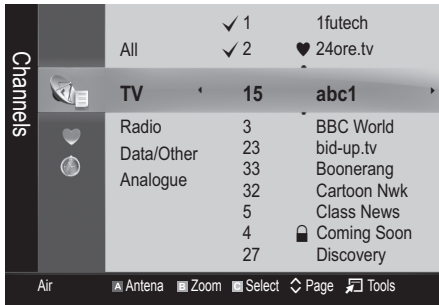 Channels
✓ 1 1futech
All ✓ 2 ♥ 24ore.tv
TV 15 abc1
Radio 3 BBC World
Data/Other 23 bid-up.tv
Analogue 33 Boonerang
32 Cartoon Nwk
5 Class News
4 Coming Soon
27 Discovery
Air A Antena B Zoom C Select Page Tools